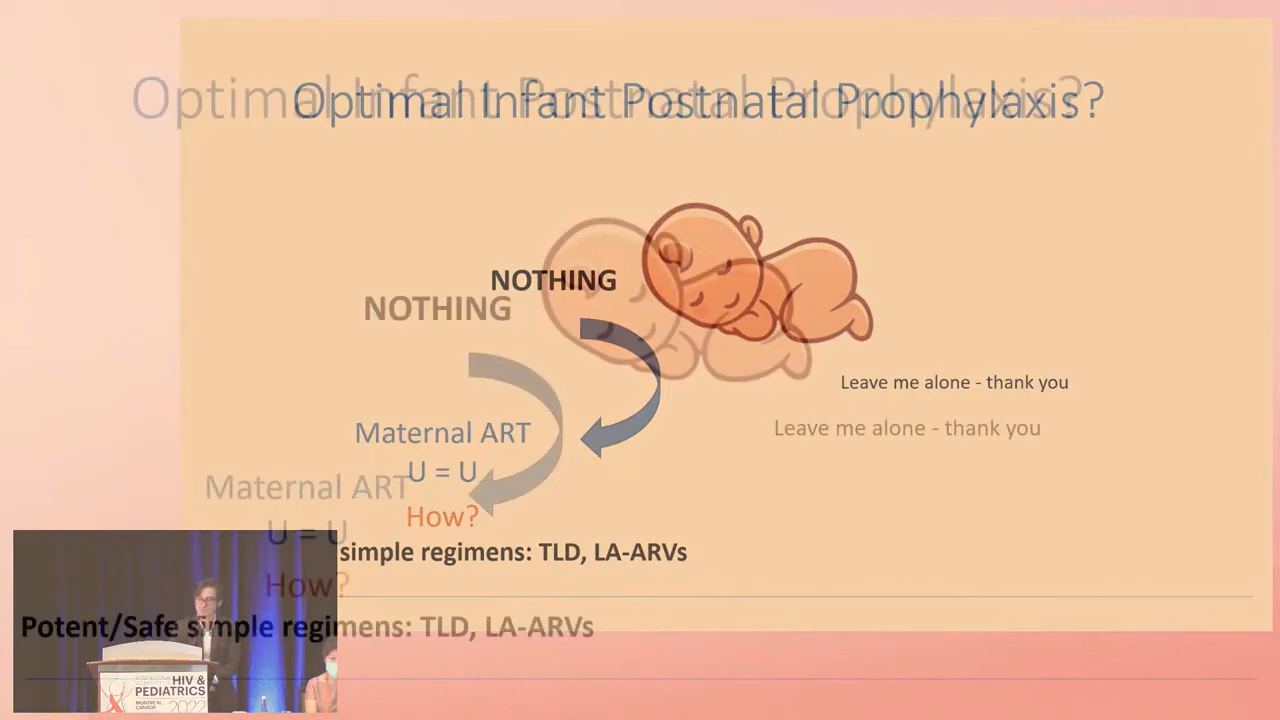 Optimal Infant Postnatal Prophylaxis?
Optimal Infant Postnatal Prophylaxis?
NOTHING
NOTHING
Leave me alone - thank you
Leave me alone - thank you
Maternal ART
U = U
How?
simple regimens: TLD, LA-ARVs
Maternal ART
U = U
How?
Potent/Safe simple regimens: TLD, LA-ARVs
HIV &
PEDIATRICS
MONTREAL,
CANADA
2022